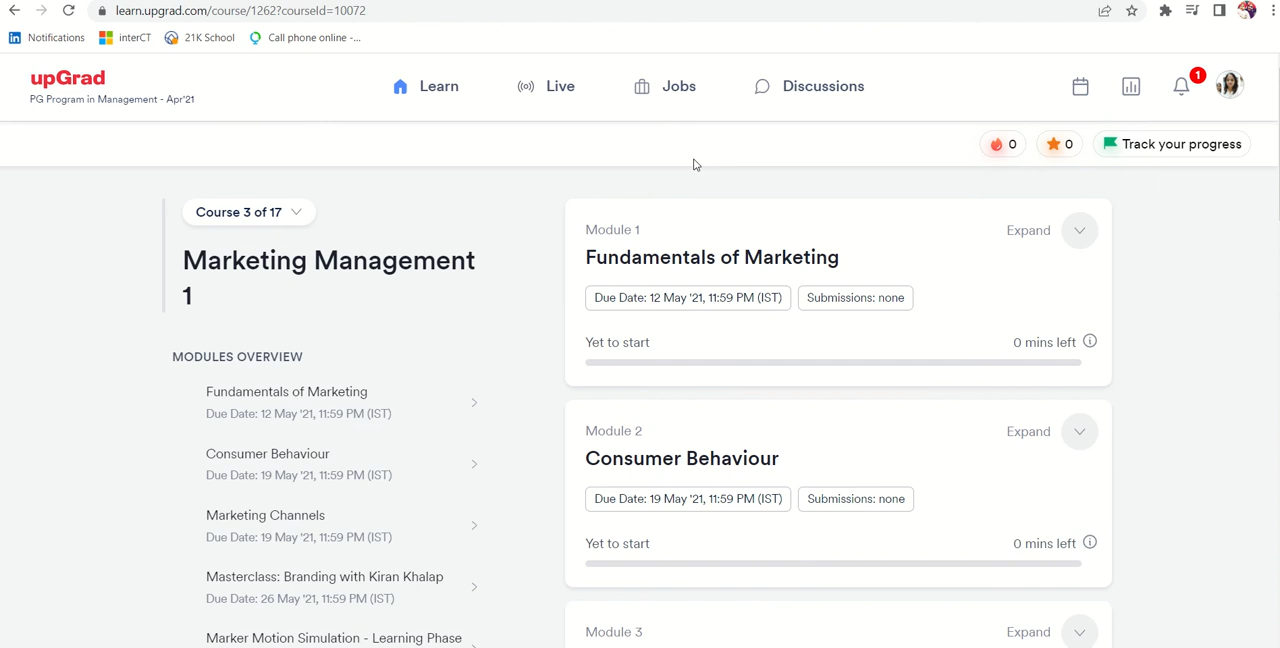 learn.upgrad.com/course/1262?courseId=10072
Notifications interCT 21K School Call phone online -...
upGrad
PG Program in Management - Apr'21
Learn Live Jobs Discussions 1
0 0 Track your progress
Course 3 of 17
Marketing Management
1
MODULES OVERVIEW
Fundamentals of Marketing
Due Date: 12 May '21, 11:59 PM (IST)
Consumer Behaviour
Due Date: 19 May '21, 11:59 PM (IST)
Marketing Channels
Due Date: 19 May '21, 11:59 PM (IST)
Masterclass: Branding with Kiran Khalap
Due Date: 26 May '21, 11:59 PM (IST)
Marker Motion Simulation - Learning Phase
Module 1 Expand
Fundamentals of Marketing
Due Date: 12 May '21, 11:59 PM (IST) Submissions: none
Yet to start 0 mins left
Module 2 Expand
Consumer Behaviour
Due Date: 19 May '21, 11:59 PM (IST) Submissions: none
Yet to start 0 mins left
Module 3 Expand